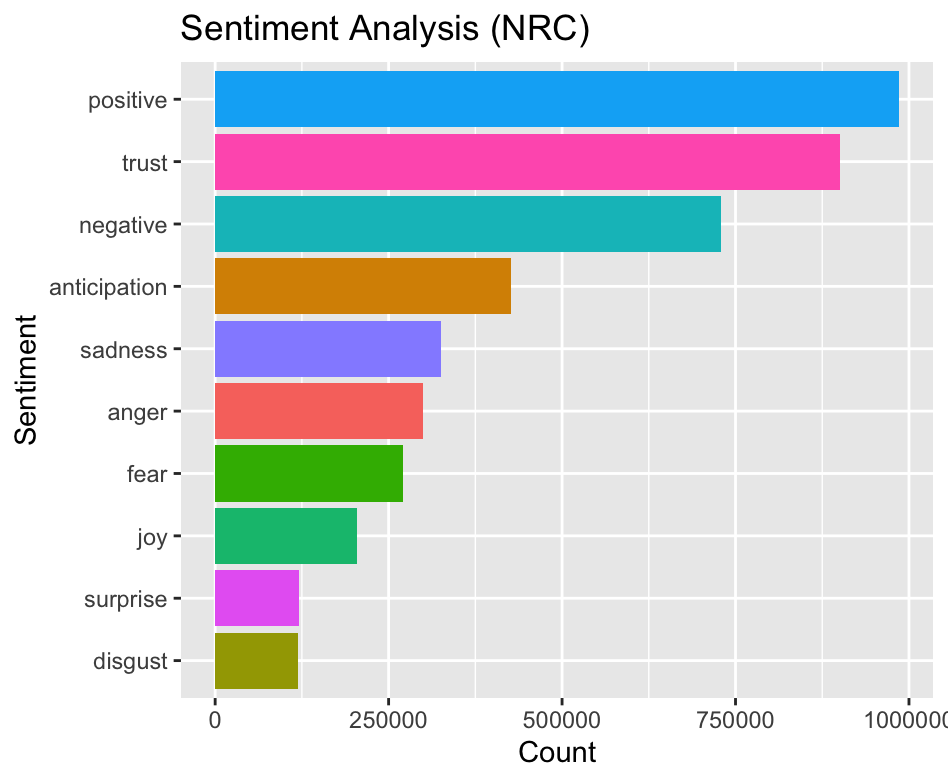 Sentiment Analysis (NRC)
positive
trust
negative
anticipation
sadness
anger
fear
joy
surprise
disgust
Sentiment
0 250000 500000 750000 1000000
Count